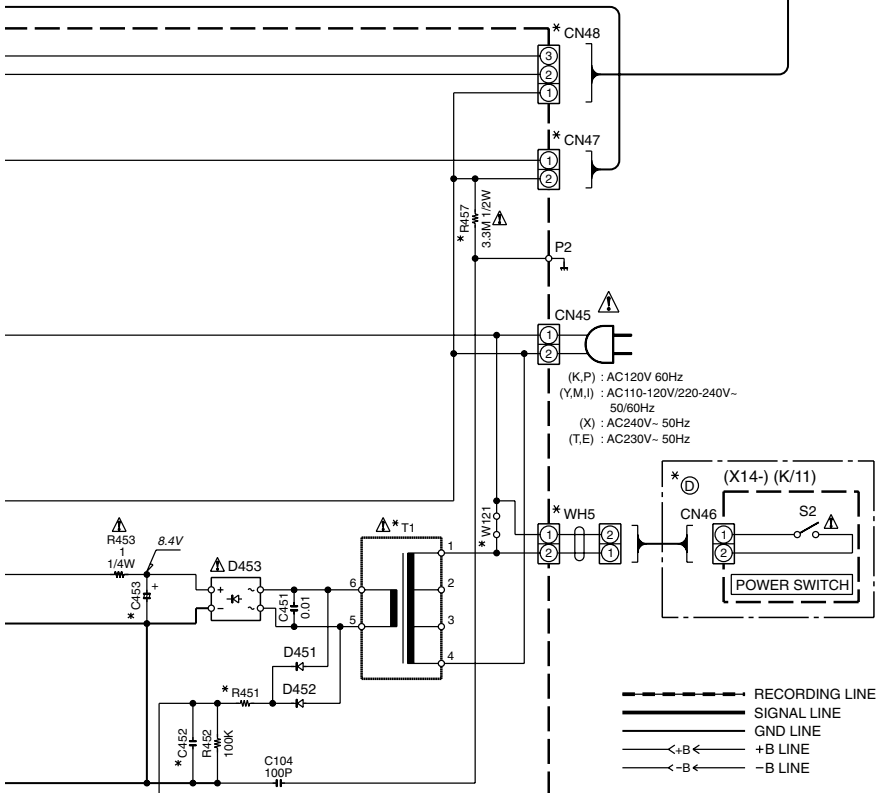 * CN48
3
2
1
* CN47
1
2
* R457
3.3M 1/2W
P2
CN45
1
2
(K,P) : AC120V 60Hz
(Y,M,I) : AC110-120V/220-240V~
50/60Hz
(X) : AC240V~ 50Hz
(T,E) : AC230V~ 50Hz
* D
(X14-) (K/11)
CN46
1
2
S2
POWER SWITCH
* W121
* WH5
1
2
2
1
R453
1
1/4W
8.4V
+
* C453
D453
+
−
~
~
C451
0.01
* T1
6
5
1
2
3
4
D451
D452
* R451
* C452
R452
100K
C104
100P
RECORDING LINE
SIGNAL LINE
GND LINE
+B
+B LINE
−B
−B LINE